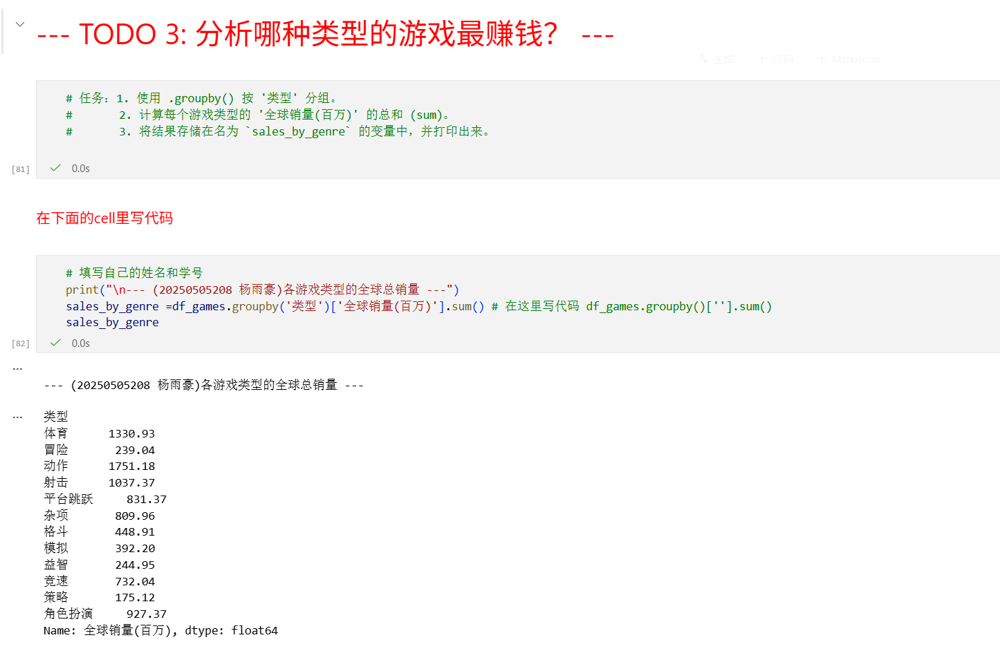 --- TODO 3: 分析哪种类型的游戏最赚钱？ ---
生成 代码 Markdown
# 任务：1. 使用 .groupby() 按 '类型' 分组。
#       2. 计算每个游戏类型的 '全球销量(百万)' 的总和 (sum)。
#       3. 将结果存储在名为 `sales_by_genre` 的变量中，并打印出来。
[81] 0.0s
在下面的cell里写代码
# 填写自己的姓名和学号
print("\n--- (20250505208 杨雨豪)各游戏类型的全球总销量 ---")
sales_by_genre =df_games.groupby('类型')['全球销量(百万)'].sum() # 在这里写代码 df_games.groupby()[''].sum()
sales_by_genre
[82] 0.0s
...
--- (20250505208 杨雨豪)各游戏类型的全球总销量 ---
...
类型
体育 1330.93
冒险 239.04
动作 1751.18
射击 1037.37
平台跳跃 831.37
杂项 809.96
格斗 448.91
模拟 392.20
益智 244.95
竞速 732.04
策略 175.12
角色扮演 927.37
Name: 全球销量(百万), dtype: float64